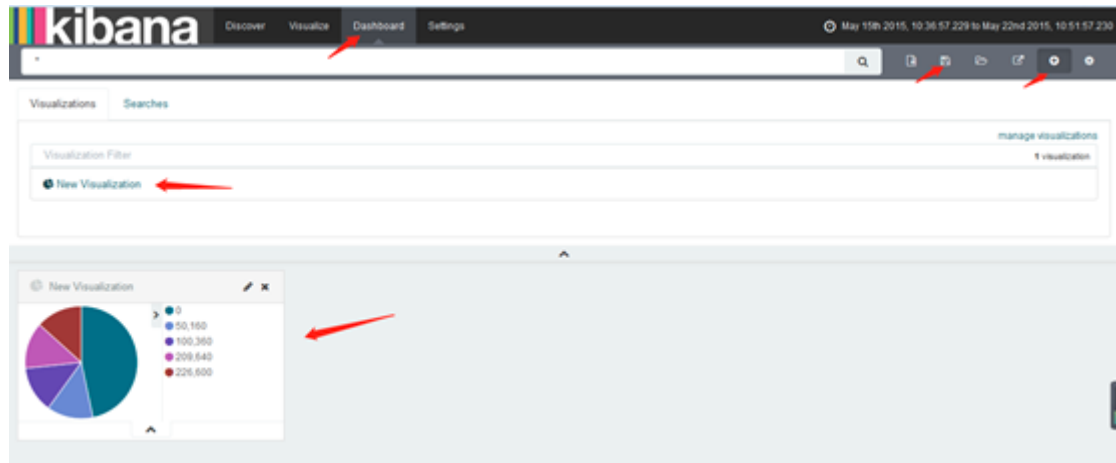 kibana Discover Visualize Dashboard Settings May 15th 2015, 10:36:57.229 to May 22nd 2015, 10:51:57.230
*
Visualizations Searches
manage visualizations
Visualization Filter 1 visualization
New Visualization
New Visualization
0
50,160
100,360
209,640
226,600